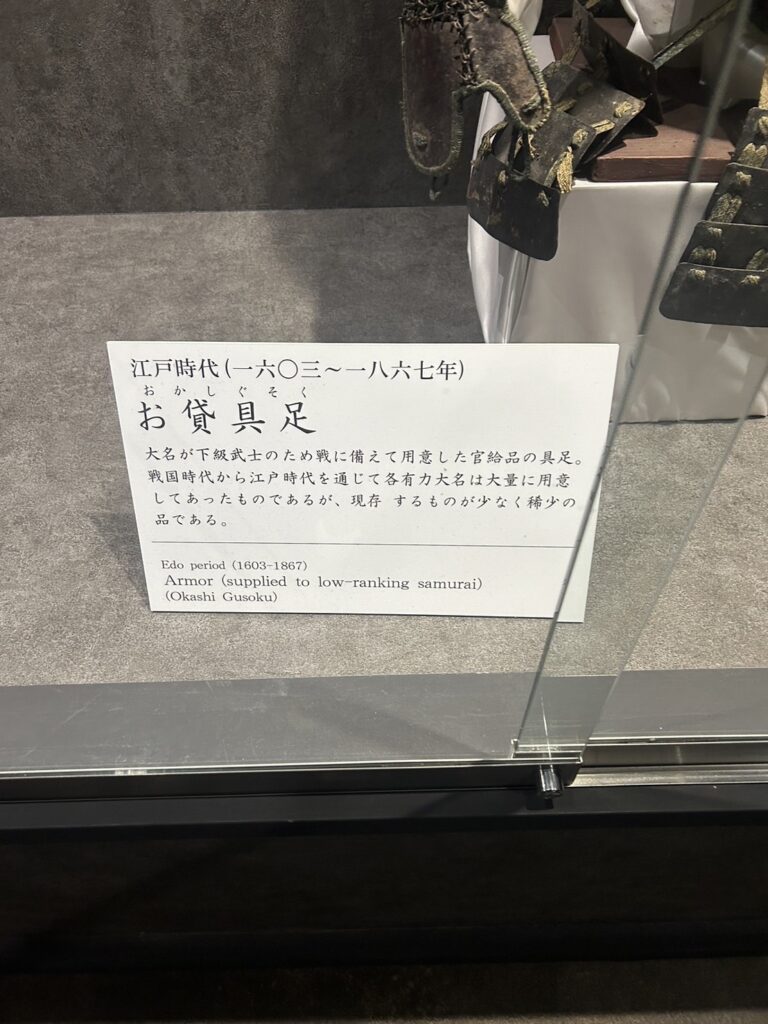 江戸時代(一六〇三〜一八六七年)
おかしぐそく
お貸具足
大名が下級武士のため戦に備えて用意した官給品の具足。
戦国時代から江戸時代を通じて各有力大名は大量に用意
してあったものであるが、現存 するものが少なく稀少の
品である。
Edo period (1603-1867)
Armor (supplied to low-ranking samurai)
(Okashi Gusoku)